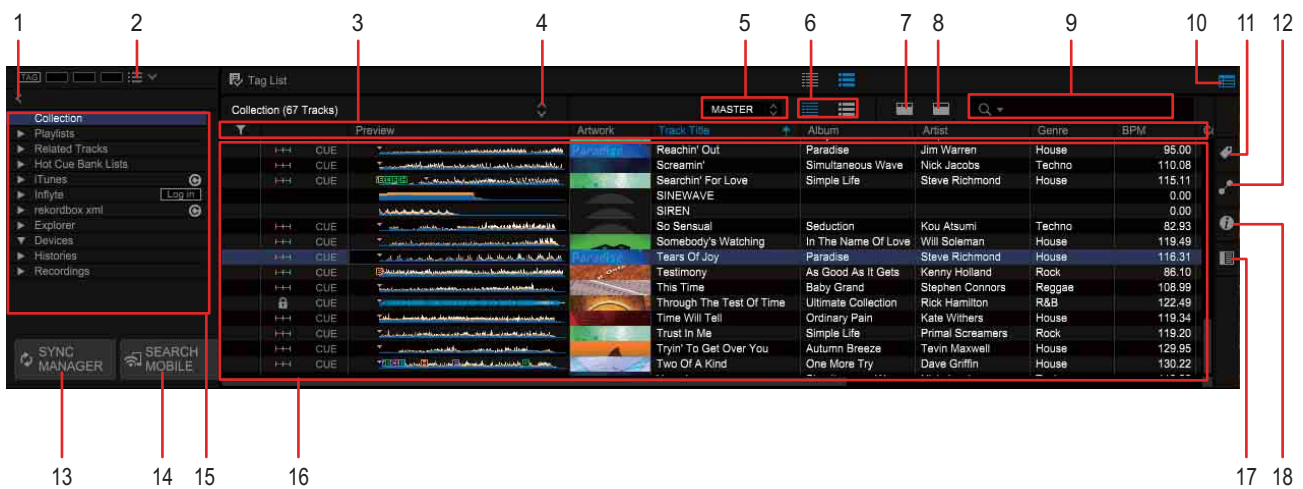 1 2 3 4 5 6 7 8 9 10 11 12
TAG
Tag List
Collection (67 Tracks) MASTER
Preview Artwork Track Title Album Artist Genre BPM
Collection
Playlists
Related Tracks
Hot Cue Bank Lists
iTunes
Inflyte Log in
rekordbox xml
Explorer
Devices
Histories
Recordings
CUE Reachin' Out Paradise Jim Warren House 95.00
CUE Screamin' Simultaneous Wave Nick Jacobs Techno 110.08
CUE Searchin' For Love Simple Life Steve Richmond House 115.11
SINEWAVE 0.00
SIREN 0.00
CUE So Sensual Seduction Kou Atsumi Techno 82.93
CUE Somebody's Watching In The Name Of Love Will Soleman House 119.49
CUE Tears Of Joy Paradise Steve Richmond House 116.31
CUE Testimony As Good As It Gets Kenny Holland Rock 86.10
CUE This Time Baby Grand Stephen Connors Reggae 108.99
CUE Through The Test Of Time Ultimate Collection Rick Hamilton R&B 122.49
CUE Time Will Tell Ordinary Pain Kate Withers House 119.34
CUE Trust In Me Simple Life Primal Screamers Rock 119.20
CUE Tryin' To Get Over You Autumn Breeze Tevin Maxwell House 129.95
CUE Two Of A Kind One More Try Dave Griffin House 130.22
SYNC MANAGER
SEARCH MOBILE
13 14 15 16 17 18